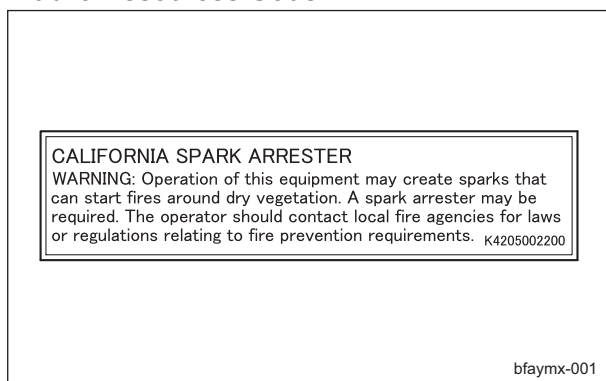 CALIFORNIA SPARK ARRESTER
WARNING: Operation of this equipment may create sparks that
can start fires around dry vegetation. A spark arrester may be
required. The operator should contact local fire agencies for laws
or regulations relating to fire prevention requirements. K4205002200
bfaymx-001